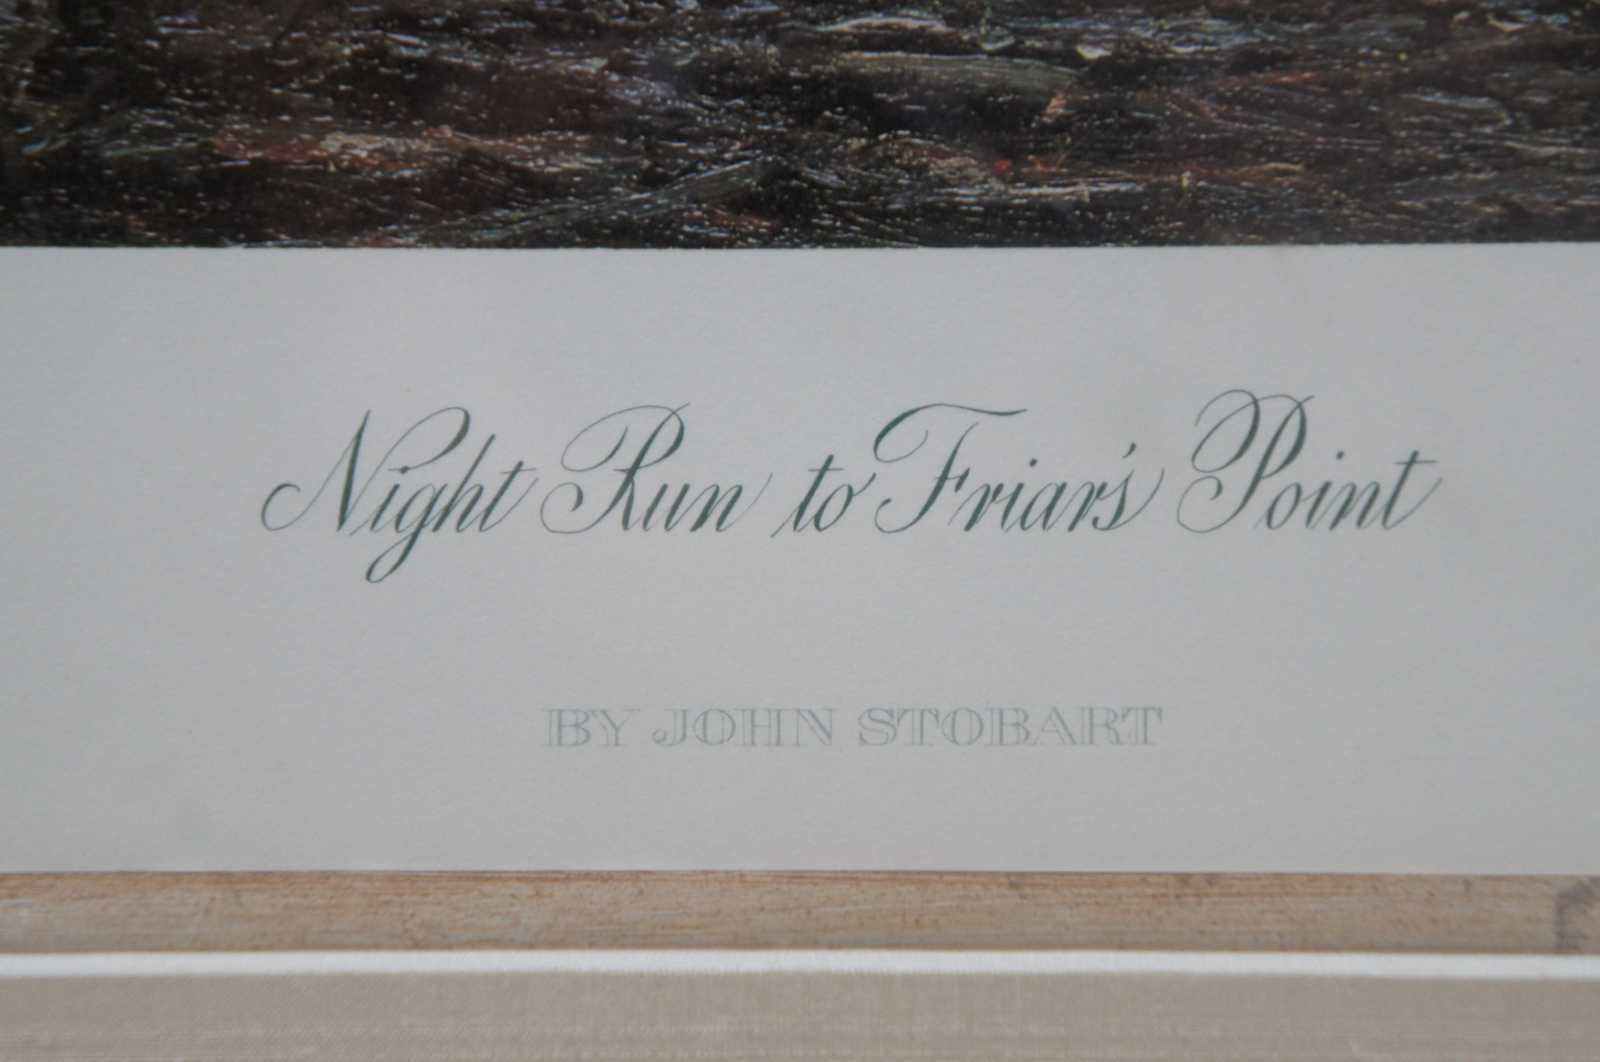 Night Run to Friar's Point
BY JOHN STOBART